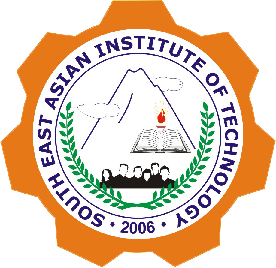 SOUTH EAST ASIAN INSTITUTE OF TECHNOLOGY
· 2006 ·